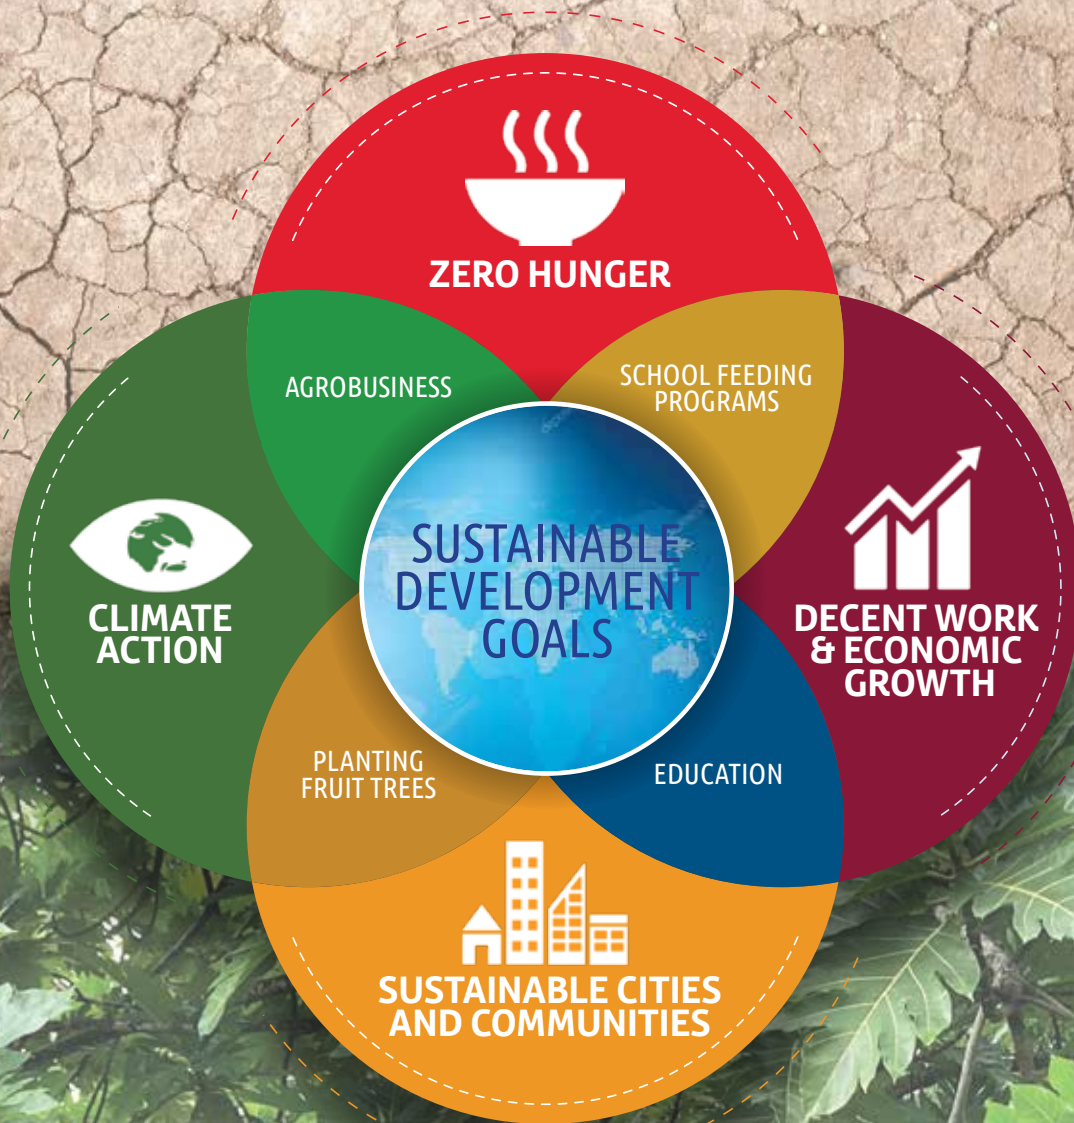 ZERO HUNGER
AGROBUSINESS
SCHOOL FEEDING
PROGRAMS
SUSTAINABLE
DEVELOPMENT
GOALS
CLIMATE
ACTION
DECENT WORK
& ECONOMIC
GROWTH
PLANTING
FRUIT TREES
EDUCATION
SUSTAINABLE CITIES
AND COMMUNITIES